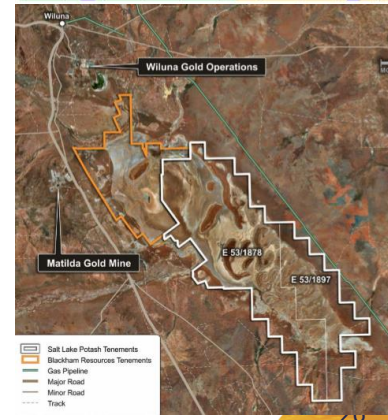 Wiluna
Wiluna Gold Operations
Matilda Gold Mine
E 53/1878
E 53/1897
Salt Lake Potash Tenements
Blackham Resources Tenements
Gas Pipeline
Major Road
Minor Road
Track